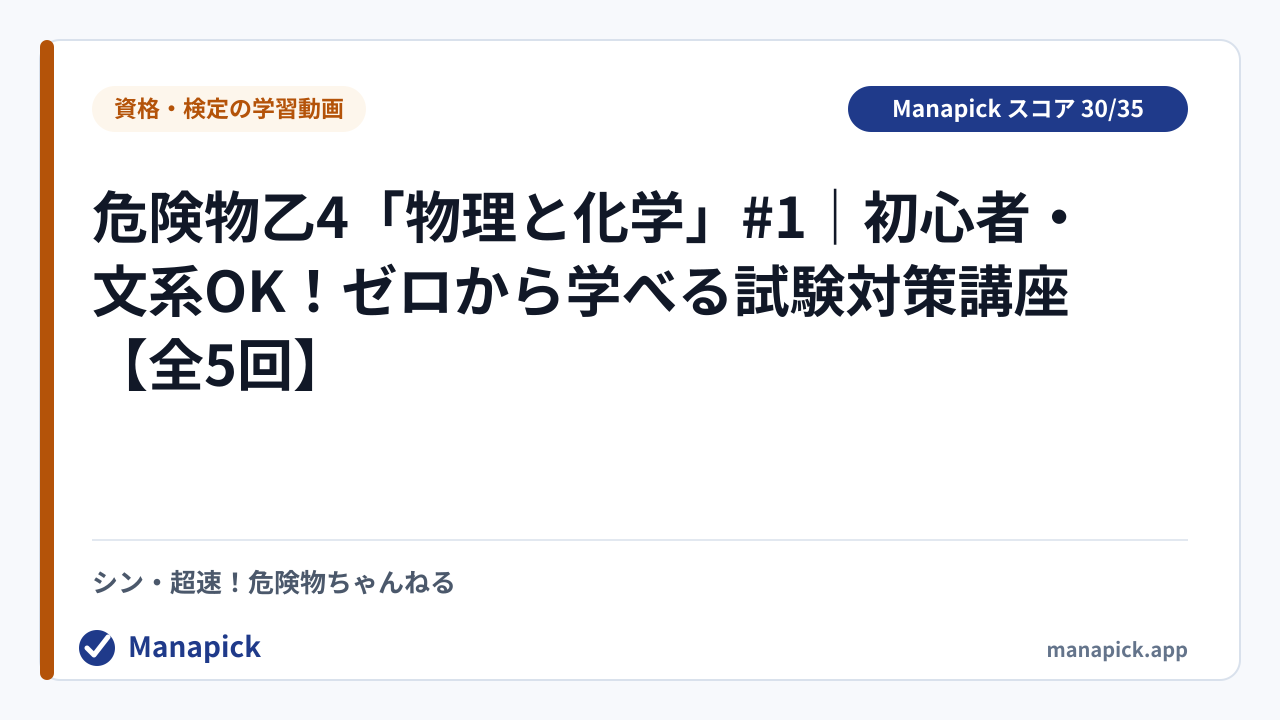 資格・検定の学習動画
Manapick スコア 30/35
危険物乙4「物理と化学」#1｜初心者・
文系OK！ゼロから学べる試験対策講座
【全5回】
シン・超速！危険物ちゃんねる
Manapick
manapick.app